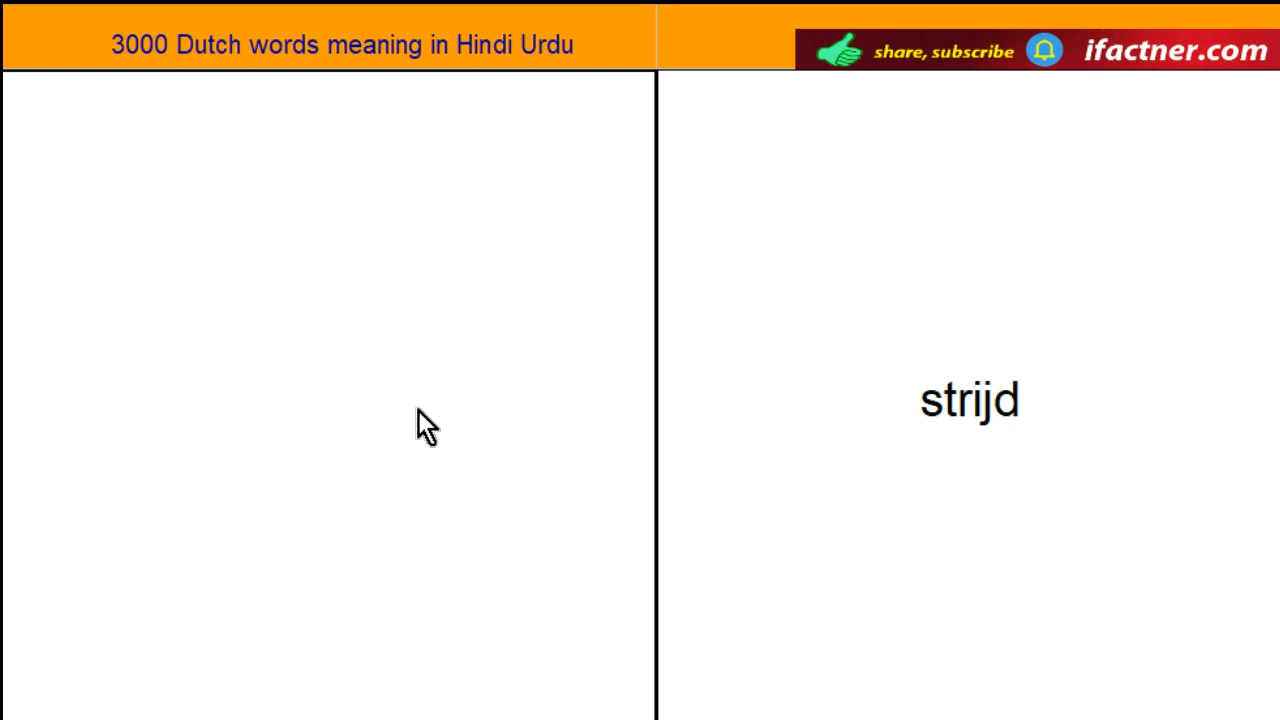 3000 Dutch words meaning in Hindi Urdu
share, subscribe
ifactner.com
strijd